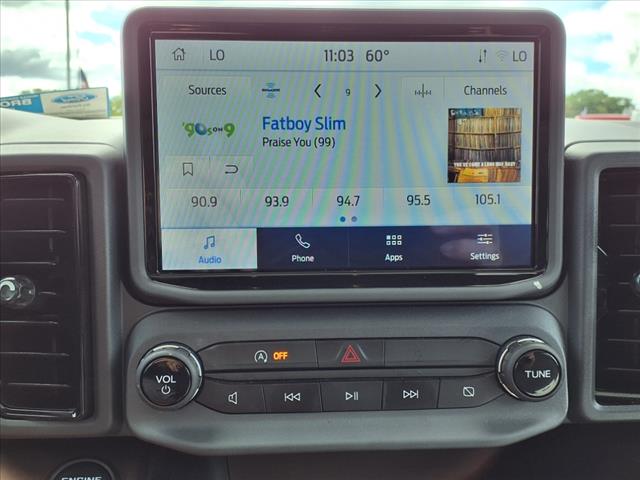 LO 11:03 60° LO
Sources 9 Channels
'90s ON 9
Fatboy Slim
Praise You (99)
90.9 93.9 94.7 95.5 105.1
Audio Phone Apps Settings
OFF
VOL
TUNE
ENGINE